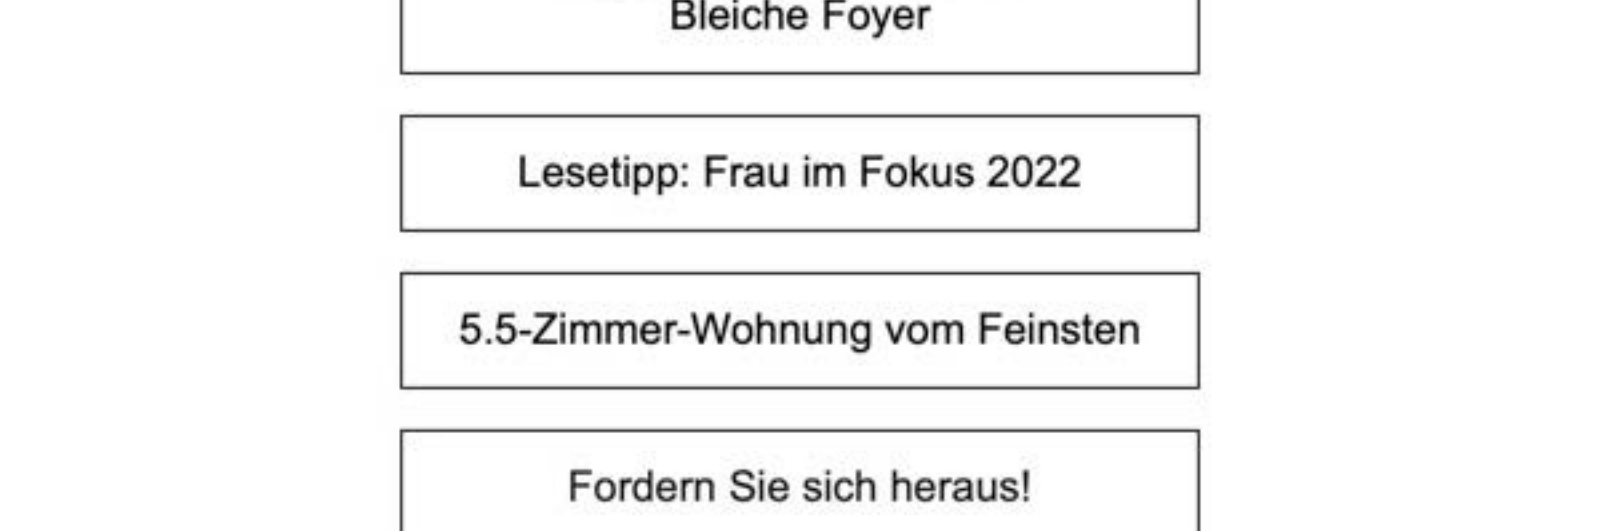 Bleiche Foyer
Lesetipp: Frau im Fokus 2022
5.5-Zimmer-Wohnung vom Feinsten
Fordern Sie sich heraus!